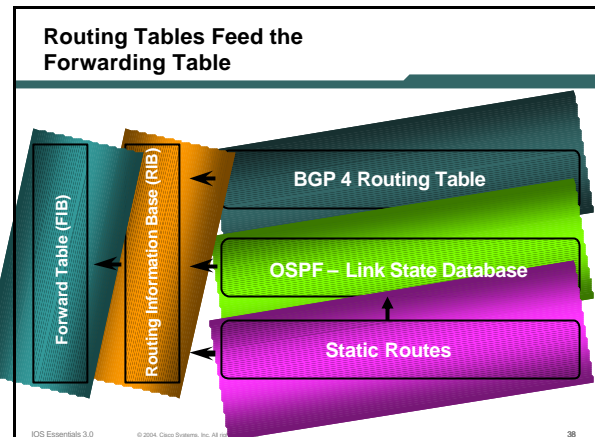 Routing Tables Feed the
Forwarding Table
Forward Table (FIB)
Routing Information Base (RIB)
BGP 4 Routing Table
OSPF – Link State Database
Static Routes
IOS Essentials 3.0
© 2004, Cisco Systems, Inc. All
38